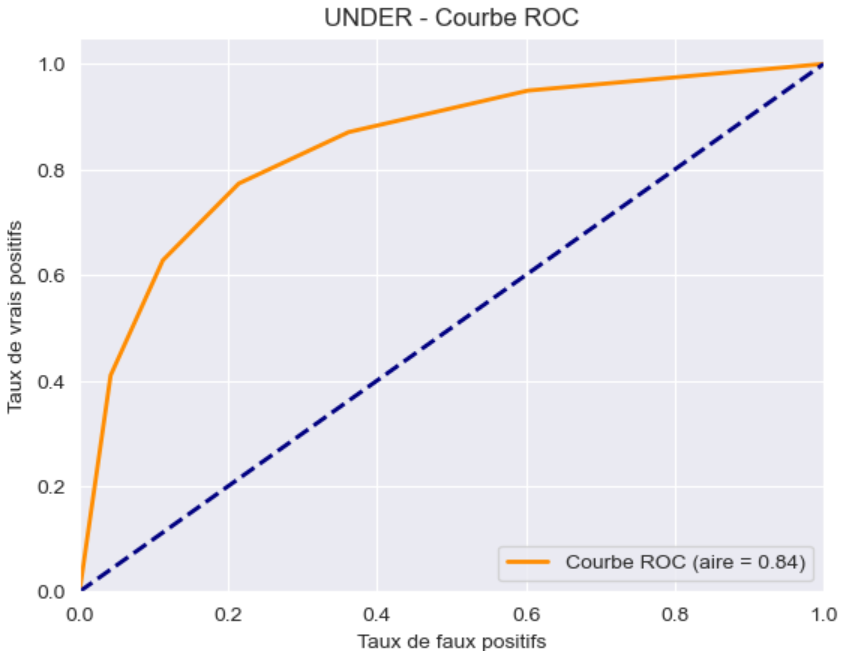 UNDER - Courbe ROC
Taux de vrais positifs
1.0
0.8
0.6
0.4
0.2
0.0
0.0 0.2 0.4 0.6 0.8 1.0
Taux de faux positifs
Courbe ROC (aire = 0.84)